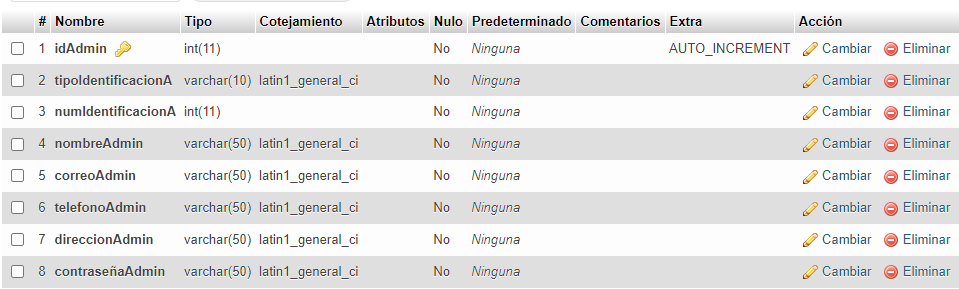 # Nombre Tipo Cotejamiento Atributos Nulo Predeterminado Comentarios Extra Acción
1 idAdmin int(11) No Ninguna AUTO_INCREMENT Cambiar Eliminar
2 tipoIdentificacionA varchar(10) latin1_general_ci No Ninguna Cambiar Eliminar
3 numIdentificacionA int(11) No Ninguna Cambiar Eliminar
4 nombreAdmin varchar(50) latin1_general_ci No Ninguna Cambiar Eliminar
5 correoAdmin varchar(50) latin1_general_ci No Ninguna Cambiar Eliminar
6 telefonoAdmin varchar(50) latin1_general_ci No Ninguna Cambiar Eliminar
7 direccionAdmin varchar(50) latin1_general_ci No Ninguna Cambiar Eliminar
8 contraseñaAdmin varchar(50) latin1_general_ci No Ninguna Cambiar Eliminar